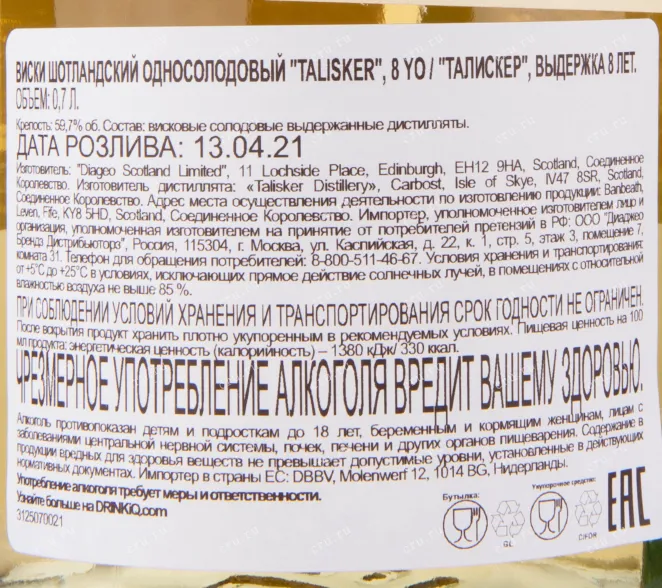 ВИСКИ ШОТЛАНДСКИЙ ОДНОСОЛОДОВЫЙ "TALISKER", 8 YO / "ТАЛИСКЕР", ВЫДЕРЖКА 8 ЛЕТ.
ОБЪЕМ: 0,7 Л.
Крепость: 59,7% об. Состав: висковые солодовые выдержанные дистилляты.
ДАТА РОЗЛИВА: 13.04.21
Изготовитель: "Diageo Scotland Limited", 11 Lochside Place, Edinburgh, EH12 9HA, Scotland, Соединенное
Королевство. Изготовитель дистиллята: «Talisker Distillery», Carbost, Isle of Skye, IV47 8SR, Scotland,
Соединенное Королевство. Адрес места осуществления деятельности по изготовлению продукции: Banbeath,
Leven, Fife, KY8 5HD, Scotland, Соединенное Королевство. Импортер, уполномоченное изготовителем лицо и
организация, уполномоченная изготовителем на принятие от потребителей претензий в РФ: ООО "Диаджео
Брендз Дистрибьюторз", Россия, 115304, г. Москва, ул. Каспийская, д. 22, к. 1, стр. 5, этаж 3, помещение 7,
комната 31. Телефон для обращения потребителей: 8-800-511-46-67. Условия хранения и транспортирования:
от +5°С до +25°С в условиях, исключающих прямое действие солнечных лучей, в помещениях с относительной
влажностью воздуха не выше 85 %.
ПРИ СОБЛЮДЕНИИ УСЛОВИЙ ХРАНЕНИЯ И ТРАНСПОРТИРОВАНИЯ СРОК ГОДНОСТИ НЕ ОГРАНИЧЕН.
После вскрытия продукт хранить плотно укупоренным в рекомендуемых условиях. Пищевая ценность на 100
мл продукта: энергетическая ценность (калорийность) – 1380 кДж/ 330 ккал.
ЧРЕЗМЕРНОЕ УПОТРЕБЛЕНИЕ АЛКОГОЛЯ ВРЕДИТ ВАШЕМУ ЗДОРОВЬЮ.
Алкоголь противопоказан детям и подросткам до 18 лет, беременным и кормящим женщинам, лицам с
заболеваниями центральной нервной системы, почек, печени и других органов пищеварения. Содержание в
продукции вредных для здоровья веществ не превышает допустимые уровни, установленные в действующих
нормативных документах. Импортер в страны ЕС: DBBV, Molenwerf 12, 1014 BG, Нидерланды.
Употребление алкоголя требует меры и ответственности.
Узнайте больше на DRINKiQ.com
3125070021
Бутылка:
Укупорочное средство:
GL
C/FOR
EAC